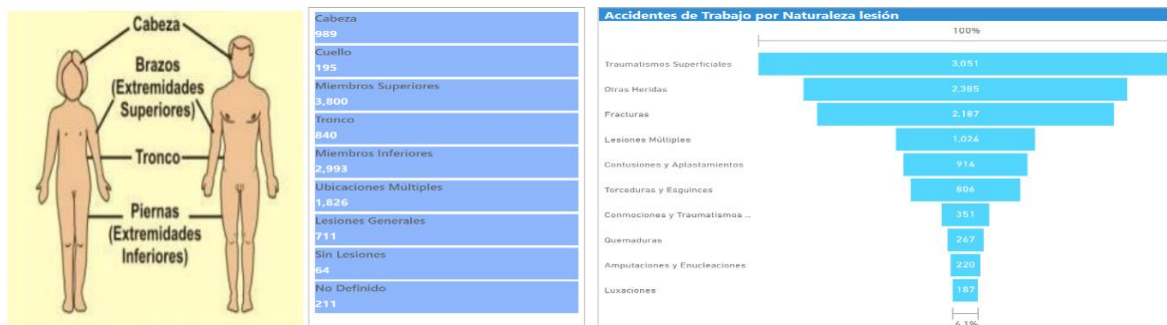 Cabeza
Brazos
(Extremidades
Superiores)
Tronco
Piernas
(Extremidades
Inferiores)
Cabeza
989
Cuello
195
Miembros Superiores
3,800
Tronco
840
Miembros Inferiores
2,993
Ubicaciones Múltiples
1,826
Lesiones Generales
711
Sin Lesiones
64
No Definido
211
Accidentes de Trabajo por Naturaleza lesión
100%
Traumatismos Superficiales 3,051
Otras Heridas 2,385
Fracturas 2,187
Lesiones Múltiples 1,024
Contusiones y Aplastamientos 914
Torceduras y Esguinces 806
Conmociones y Traumatismos ... 351
Quemaduras 267
Amputaciones y Enucleaciones 220
Luxaciones 187
6.1%